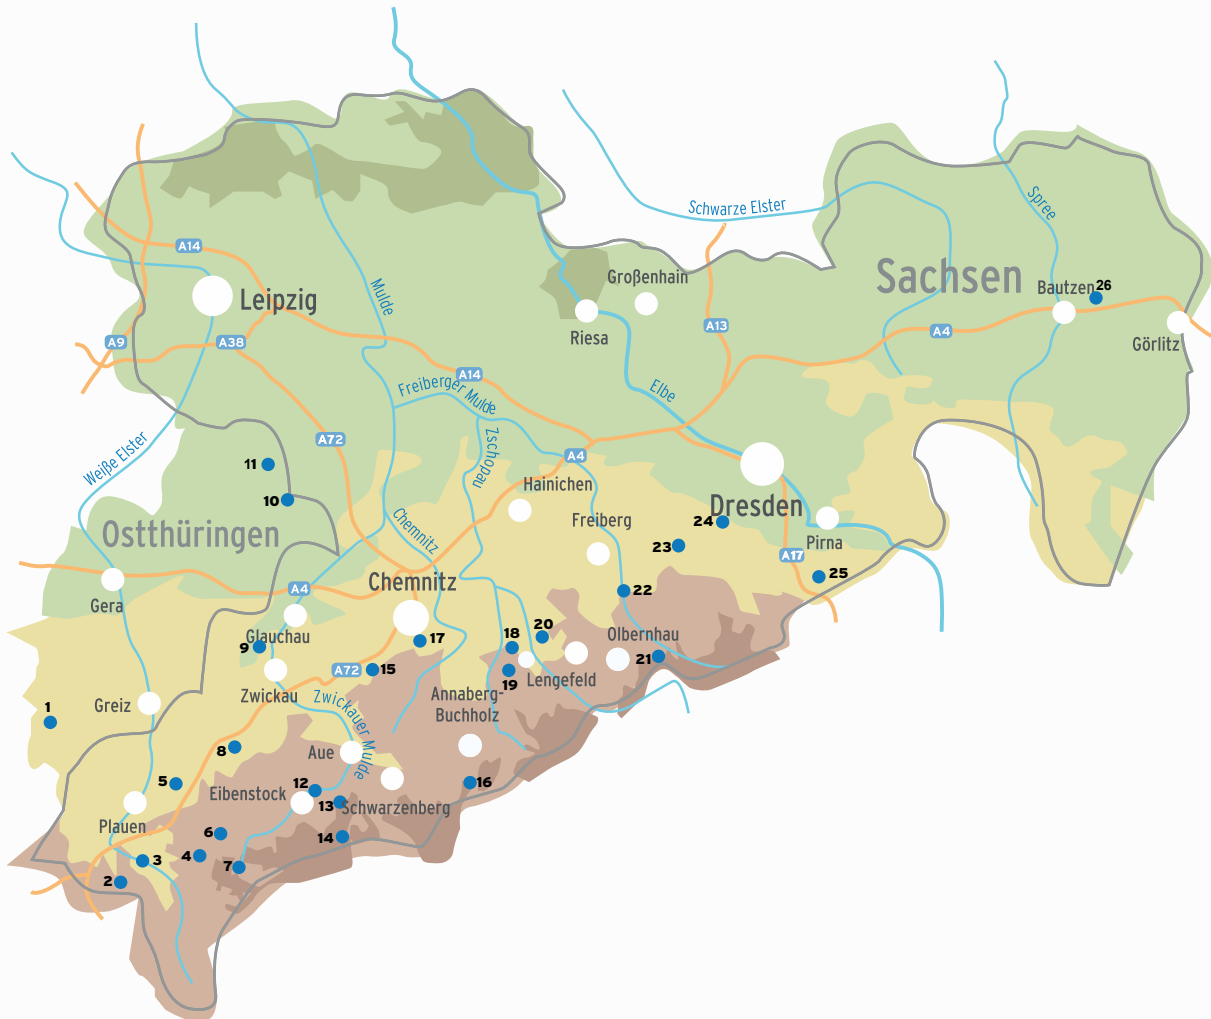 Schwarze Elster
Spree
A14
Leipzig
Mulde
Großenhain
Sachsen
Bautzen
26
Riesa
A13
A4
Görlitz
A9
A38
A14
Freiberger Mulde
Elbe
A72
Zschopau
Weiße Elster
11
A4
10
Hainichen
Dresden
Ostthüringen
Chemnitz
Freiberg
24
Pirna
23
A17
25
Gera
A4
Chemnitz
22
Glauchau
9
17
18
20
Olbernhau
21
Zwickau
A72
15
19
Lengefeld
Annaberg-
Buchholz
Greiz
Zwickauer Mulde
1
8
Aue
5
12
16
Eibenstock
13
Schwarzenberg
Plauen
6
14
3
4
7
2